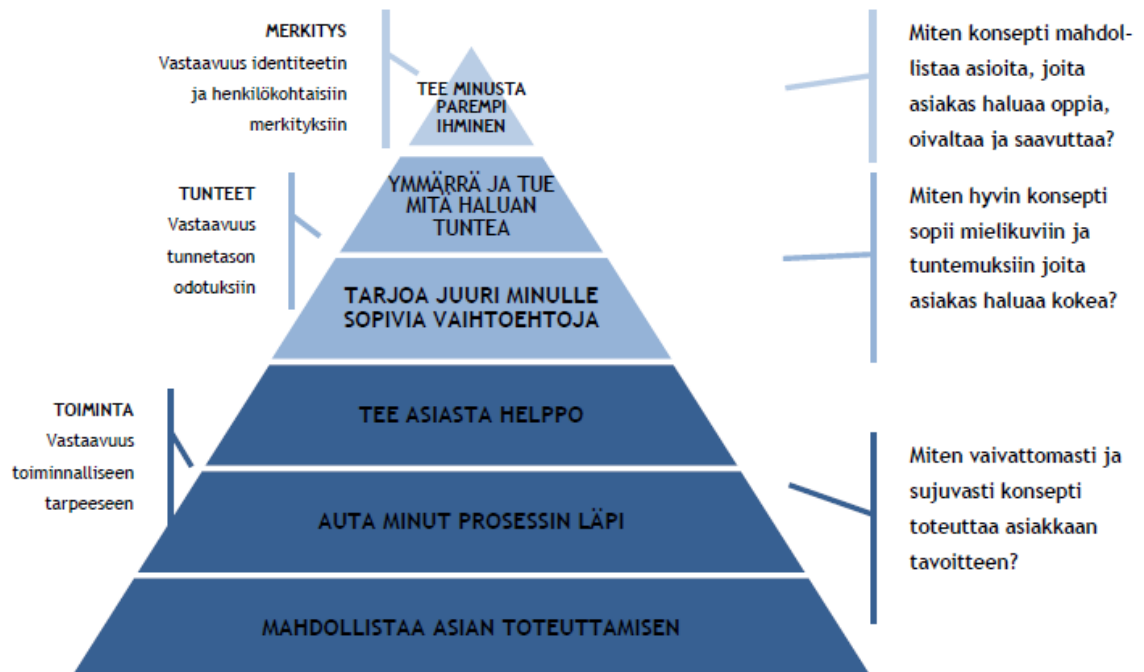 MERKITYS
Vastaavuus identiteetin
ja henkilökohtaisiin
merkityksiin
TUNTEET
Vastaavuus
tunnetason
odotuksiin
TOIMINTA
Vastaavuus
toiminnalliseen
tarpeeseen
TEE MINUSTA
PAREMPI
IHMINEN
YMMÄRRÄ JA TUE
MITÄ HALUAN
TUNTEA
TARJOA JUURI MINULLE
SOPIVIA VAIHTOEHTOJA
TEE ASIASTA HELPPO
AUTA MINUT PROSESSIN LÄPI
MAHDOLLISTAA ASIAN TOTEUTTAMISEN
Miten konsepti mahdol-
listaa asioita, joita
asiakas haluaa oppia,
oivaltaa ja saavuttaa?
Miten hyvin konsepti
sopii mielikuviin ja
tuntemuksiin joita
asiakas haluaa kokea?
Miten vaivattomasti ja
sujuvasti konsepti
toteuttaa asiakkaan
tavoitteen?